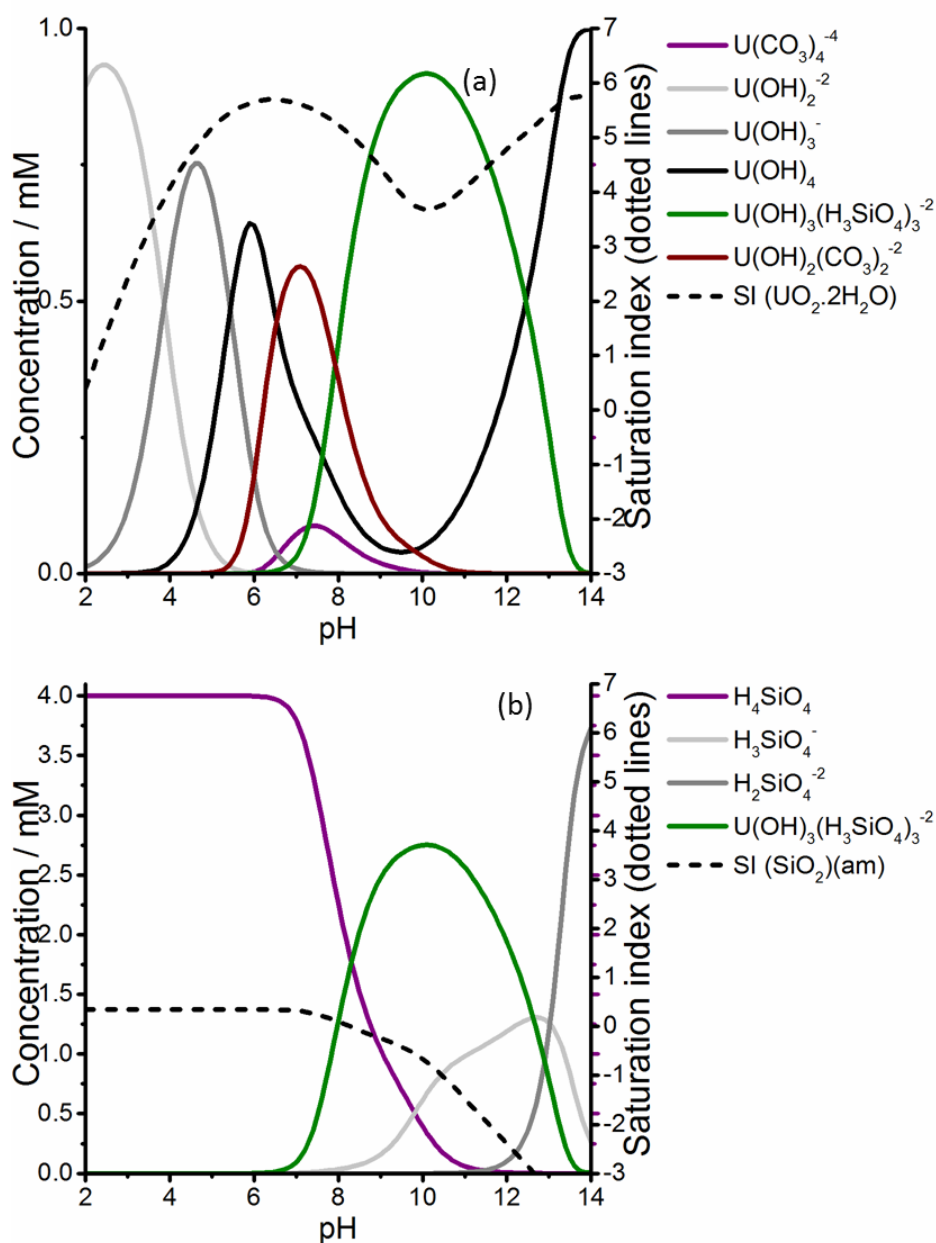 (a)
Concentration / mM
1.0
0.5
0.0
2 4 6 8 10 12 14
pH
7
6
5
4
3
2
1
0
-1
-2
-3
Saturation index (dotted lines)
U(CO₃)₄⁻⁴
U(OH)₂⁻²
U(OH)₃⁻
U(OH)₄
U(OH)₃(H₃SiO₄)₃⁻²
U(OH)₂(CO₃)₂⁻²
SI (UO₂.2H₂O)
(b)
Concentration / mM
4.0
3.5
3.0
2.5
2.0
1.5
1.0
0.5
0.0
2 4 6 8 10 12 14
pH
7
6
5
4
3
2
1
0
-1
-2
-3
Saturation index (dotted lines)
H₄SiO₄
H₃SiO₄⁻
H₂SiO₄⁻²
U(OH)₃(H₃SiO₄)₃⁻²
SI (SiO₂)(am)